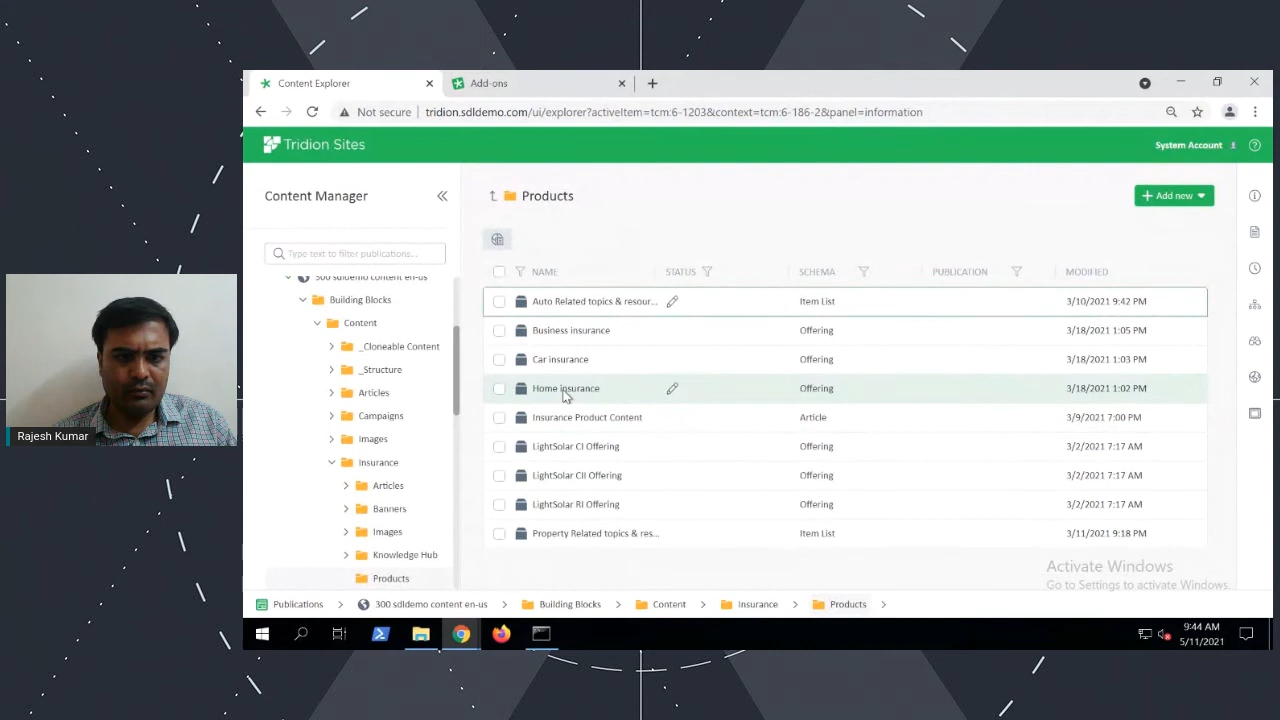 Content Explorer
Add-ons
Not secure
tridion.sdldemo.com/ui/explorer?activeItem=tcm:6-1203&context=tcm:6-186-2&panel=information
Tridion Sites
System Account
Content Manager
Products
Add new
Type text to filter publications...
NAME STATUS SCHEMA PUBLICATION MODIFIED
300 sdldemo content en-us
Building Blocks
Content
_Cloneable Content
_Structure
Articles
Campaigns
Images
Insurance
Articles
Banners
Images
Knowledge Hub
Products
Auto Related topics & resour... Item List 3/10/2021 9:42 PM
Business insurance Offering 3/18/2021 1:05 PM
Car insurance Offering 3/18/2021 1:03 PM
Home insurance Offering 3/18/2021 1:02 PM
Insurance Product Content Article 3/9/2021 7:00 PM
LightSolar CI Offering Offering 3/2/2021 7:17 AM
LightSolar CII Offering Offering 3/2/2021 7:17 AM
LightSolar RI Offering Offering 3/2/2021 7:17 AM
Property Related topics & res... Item List 3/11/2021 9:18 PM
Activate Windows
Go to Settings to activate Windows.
Publications > 300 sdldemo content en-us > Building Blocks > Content > Insurance > Products >
9:44 AM
5/11/2021
Rajesh Kumar